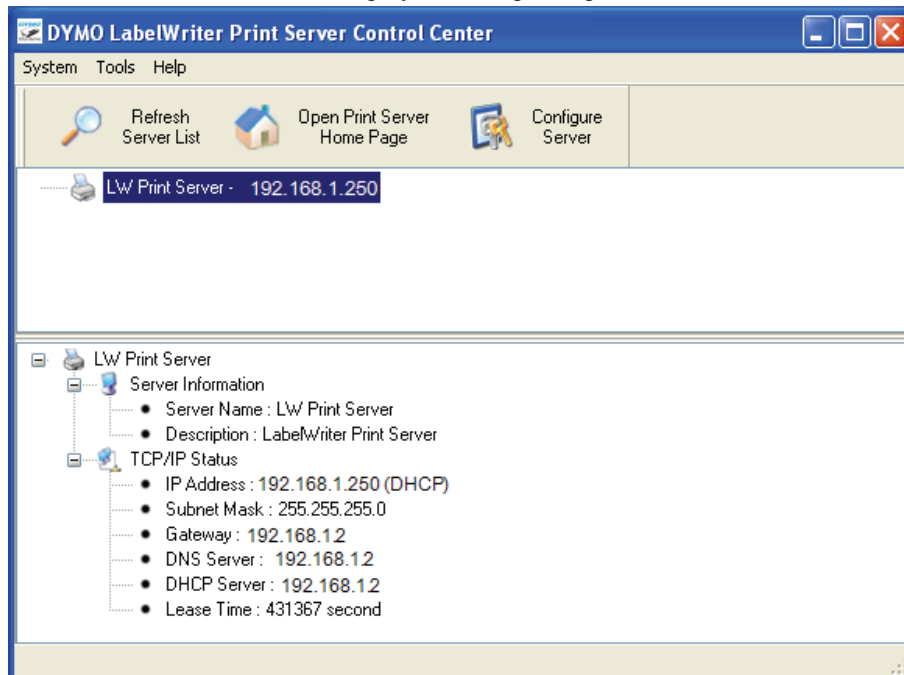 DYMO LabelWriter Print Server Control Center
System Tools Help
Refresh Server List
Open Print Server Home Page
Configure Server
LW Print Server - 192.168.1.250
LW Print Server
Server Information
Server Name : LW Print Server
Description : LabelWriter Print Server
TCP/IP Status
IP Address : 192.168.1.250 (DHCP)
Subnet Mask : 255.255.255.0
Gateway : 192.168.1.2
DNS Server : 192.168.1.2
DHCP Server : 192.168.1.2
Lease Time : 431367 second